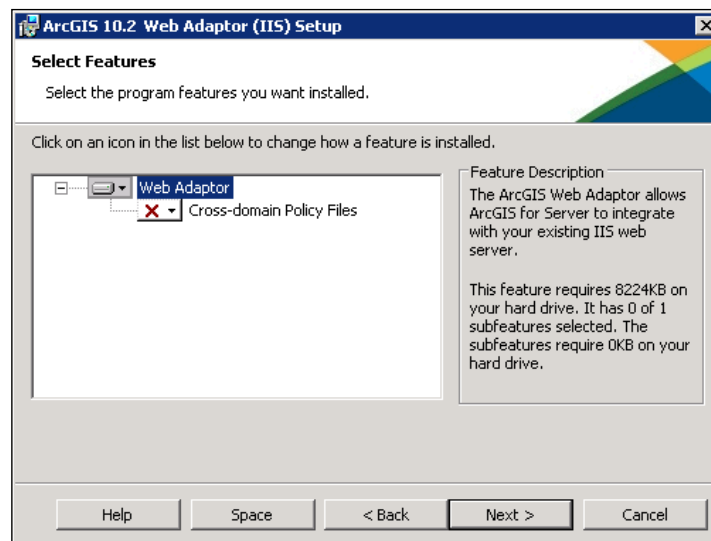 ArcGIS 10.2 Web Adaptor (IIS) Setup
Select Features
Select the program features you want installed.
Click on an icon in the list below to change how a feature is installed.
Web Adaptor
Cross-domain Policy Files
Feature Description
The ArcGIS Web Adaptor allows
ArcGIS for Server to integrate
with your existing IIS web
server.
This feature requires 8224KB on
your hard drive. It has 0 of 1
subfeatures selected. The
subfeatures require 0KB on your
hard drive.
Help
Space
< Back
Next >
Cancel